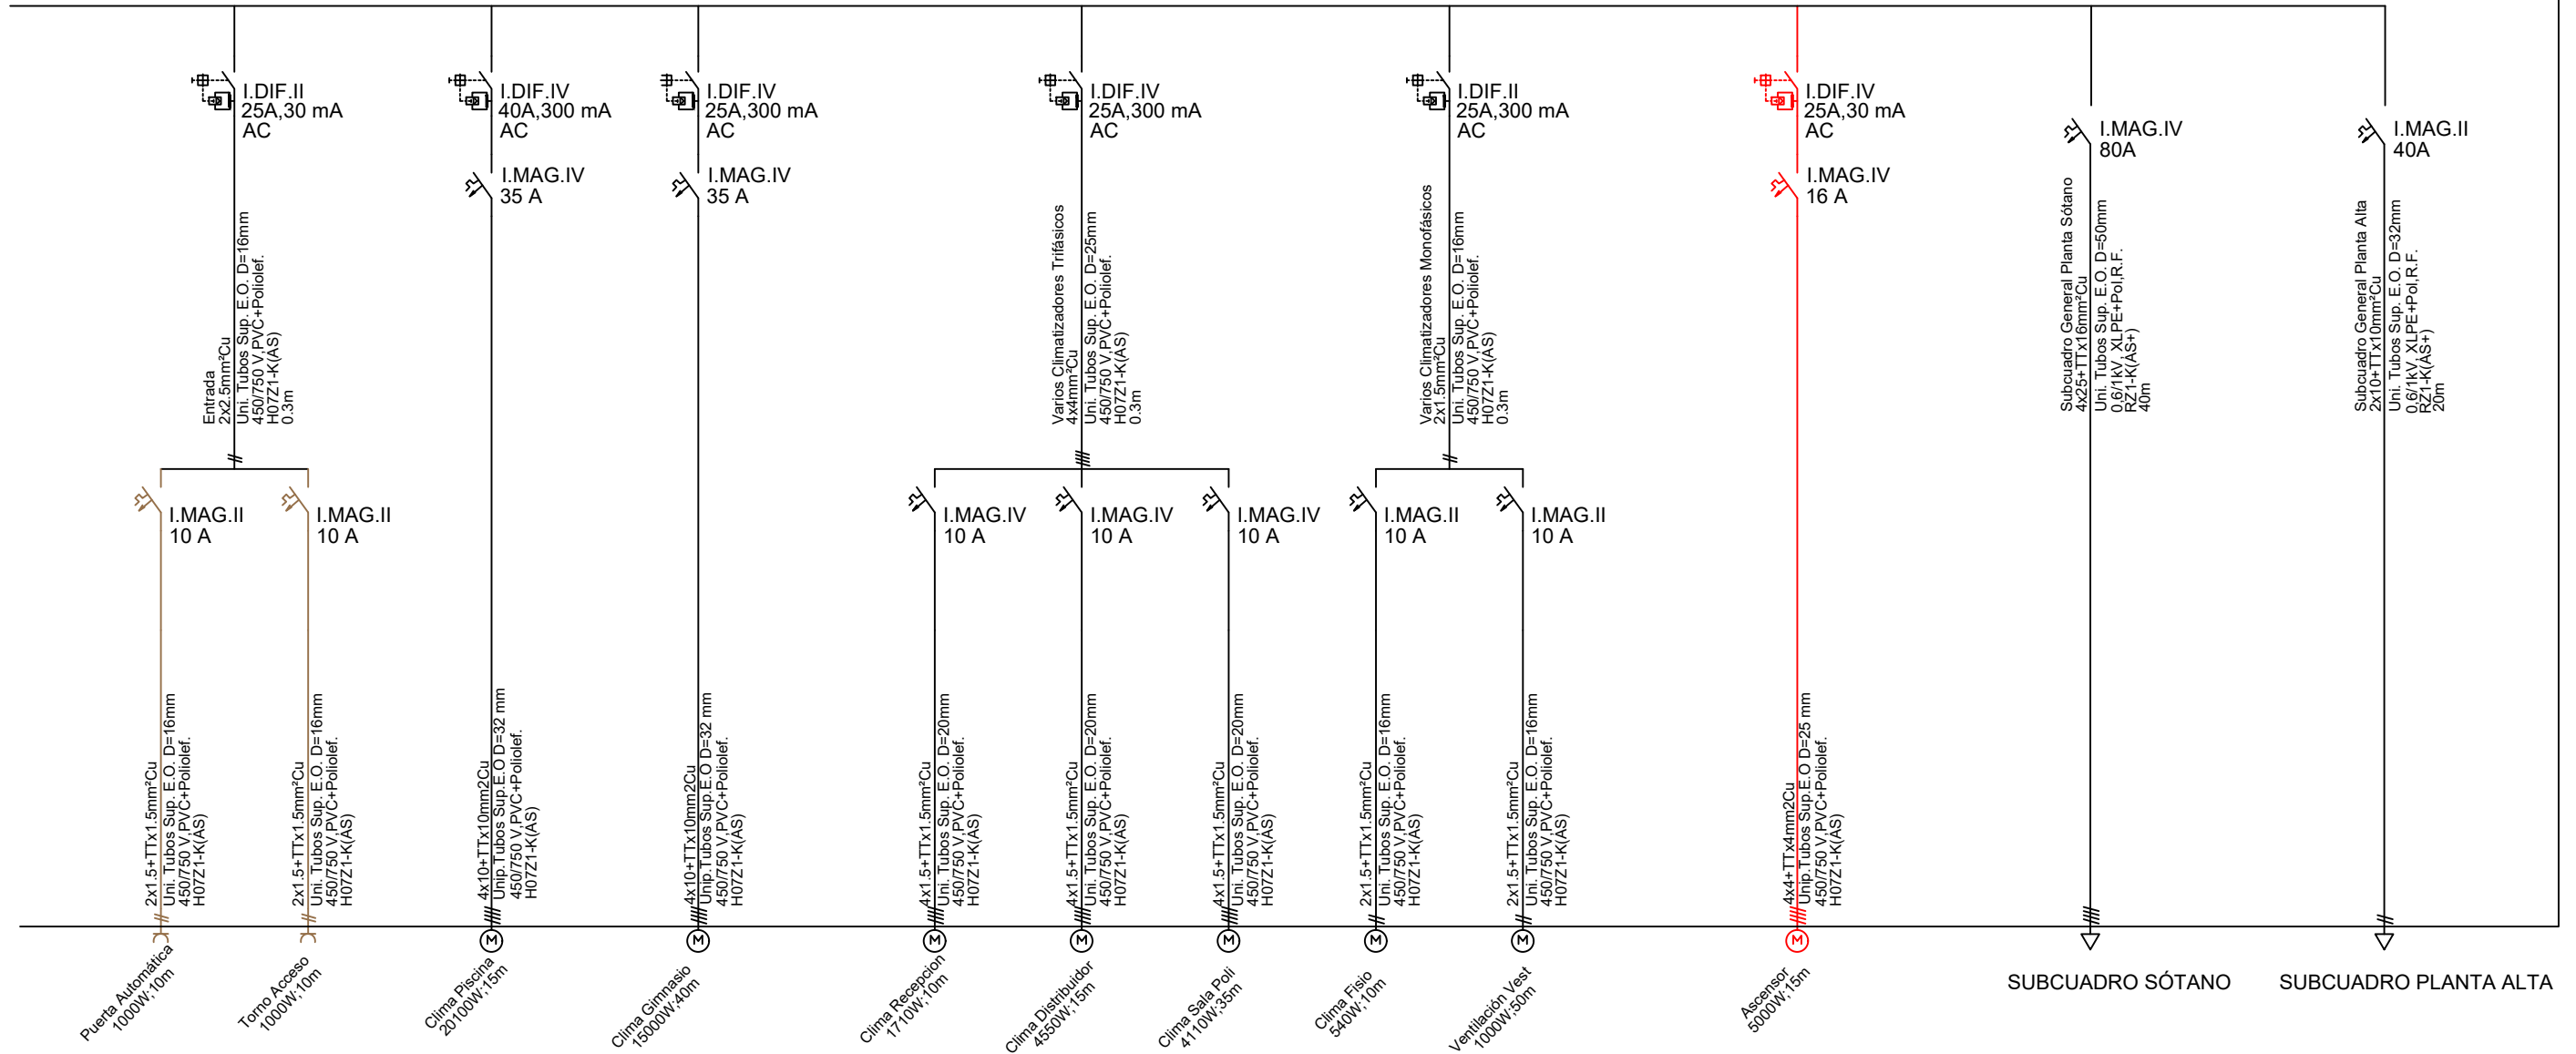 I.DIF.II
25A,30 mA
AC
I.DIF.IV
40A,300 mA
AC
I.DIF.IV
25A,300 mA
AC
I.DIF.IV
25A,300 mA
AC
I.DIF.II
25A,300 mA
AC
I.DIF.IV
25A,30 mA
AC
I.MAG.IV
80A
I.MAG.II
40A
I.MAG.IV
35 A
I.MAG.IV
35 A
I.MAG.IV
16 A
Entrada
2x2.5mm²Cu
Uni. Tubos Sup. E.O. D=16mm
450/750 V,PVC+Poliolef.
H07Z1-K(AS)
0.3m
Varios Climatizadores Trifásicos
4x4mm²Cu
Uni. Tubos Sup. E.O. D=25mm
450/750 V,PVC+Poliolef.
H07Z1-K(AS)
0.3m
Varios Climatizadores Monofásicos
2x1.5mm²Cu
Uni. Tubos Sup. E.O. D=16mm
450/750 V,PVC+Poliolef.
H07Z1-K(AS)
0.3m
Subcuadro General Planta Sótano
4x25+TTx16mm²Cu
Uni. Tubos Sup. E.O. D=50mm
0,6/1kV, XLPE+Pol,R.F.
RZ1-K(AS+)
40m
Subcuadro General Planta Alta
2x10+TTx10mm²Cu
Uni. Tubos Sup. E.O. D=32mm
0,6/1kV, XLPE+Pol,R.F.
RZ1-K(AS+)
20m
I.MAG.II
10 A
I.MAG.II
10 A
I.MAG.IV
10 A
I.MAG.IV
10 A
I.MAG.IV
10 A
I.MAG.II
10 A
I.MAG.II
10 A
2x1.5+TTx1.5mm²Cu
Uni. Tubos Sup. E.O. D=16mm
450/750 V,PVC+Poliolef.
H07Z1-K(AS)
2x1.5+TTx1.5mm²Cu
Uni. Tubos Sup. E.O. D=16mm
450/750 V,PVC+Poliolef.
H07Z1-K(AS)
4x10+TTx10mm2Cu
Unip.Tubos Sup.E.O D=32 mm
450/750 V,PVC+Poliolef.
H07Z1-K(AS)
4x10+TTx10mm2Cu
Unip.Tubos Sup.E.O D=32 mm
450/750 V,PVC+Poliolef.
H07Z1-K(AS)
4x1.5+TTx1.5mm²Cu
Uni. Tubos Sup. E.O. D=20mm
450/750 V,PVC+Poliolef.
H07Z1-K(AS)
4x1.5+TTx1.5mm²Cu
Uni. Tubos Sup. E.O. D=20mm
450/750 V,PVC+Poliolef.
H07Z1-K(AS)
4x1.5+TTx1.5mm²Cu
Uni. Tubos Sup. E.O. D=20mm
450/750 V,PVC+Poliolef.
H07Z1-K(AS)
2x1.5+TTx1.5mm²Cu
Uni. Tubos Sup. E.O. D=16mm
450/750 V,PVC+Poliolef.
H07Z1-K(AS)
2x1.5+TTx1.5mm²Cu
Uni. Tubos Sup. E.O. D=16mm
450/750 V,PVC+Poliolef.
H07Z1-K(AS)
4x4+TTx4mm2Cu
Unip.Tubos Sup.E.O D=25 mm
450/750 V,PVC+Poliolef.
H07Z1-K(AS)
M
M
M
M
M
M
M
M
Puerta Automática
1000W;10m
Torno Acceso
1000W;10m
Clima Piscina
20100W;15m
Clima Gimnasio
15000W;40m
Clima Recepcion
1710W;10m
Clima Distribuidor
4550W;15m
Clima Sala Poli
4110W;35m
Clima Fisio
540W;10m
Ventilación Vest
1000W;50m
Ascensor
5000W;15m
SUBCUADRO SÓTANO
SUBCUADRO PLANTA ALTA